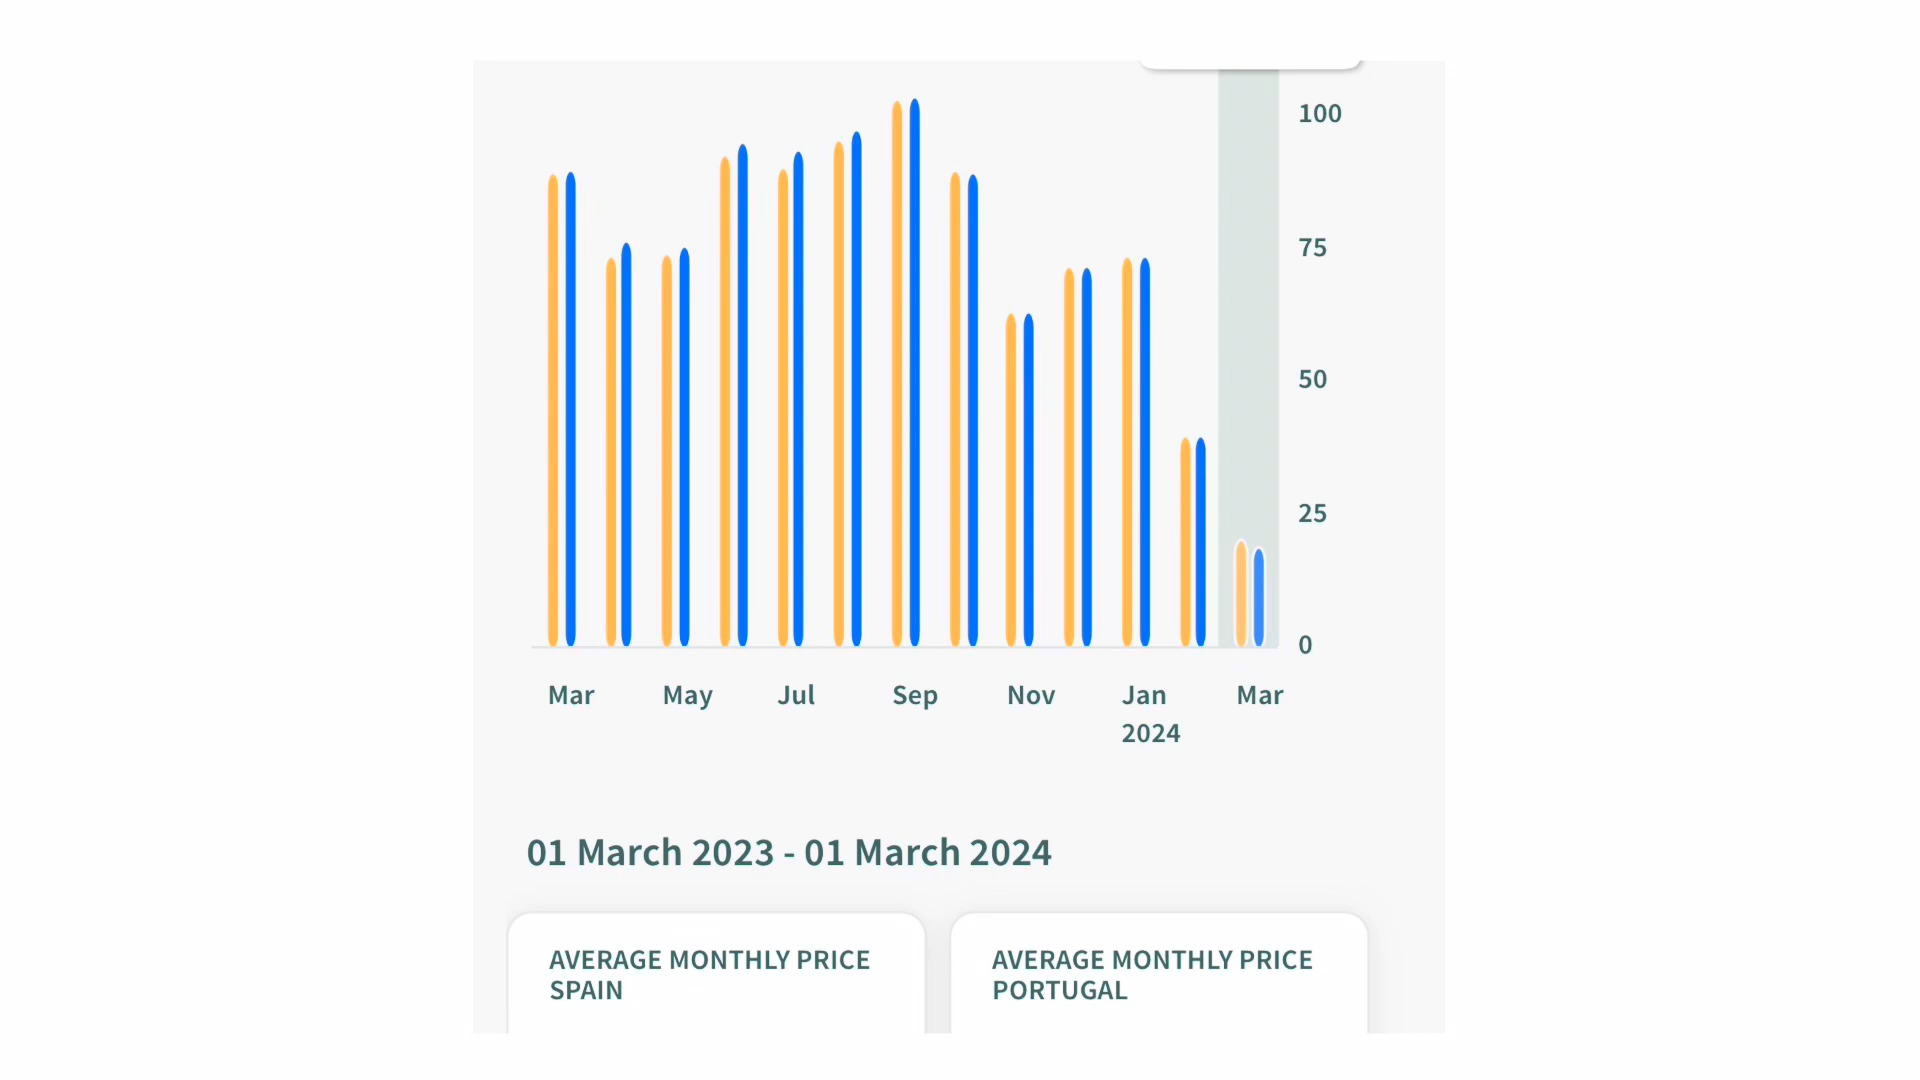 100
75
50
25
0
Mar May Jul Sep Nov Jan Mar
2024
01 March 2023 - 01 March 2024
AVERAGE MONTHLY PRICE
SPAIN
AVERAGE MONTHLY PRICE
PORTUGAL